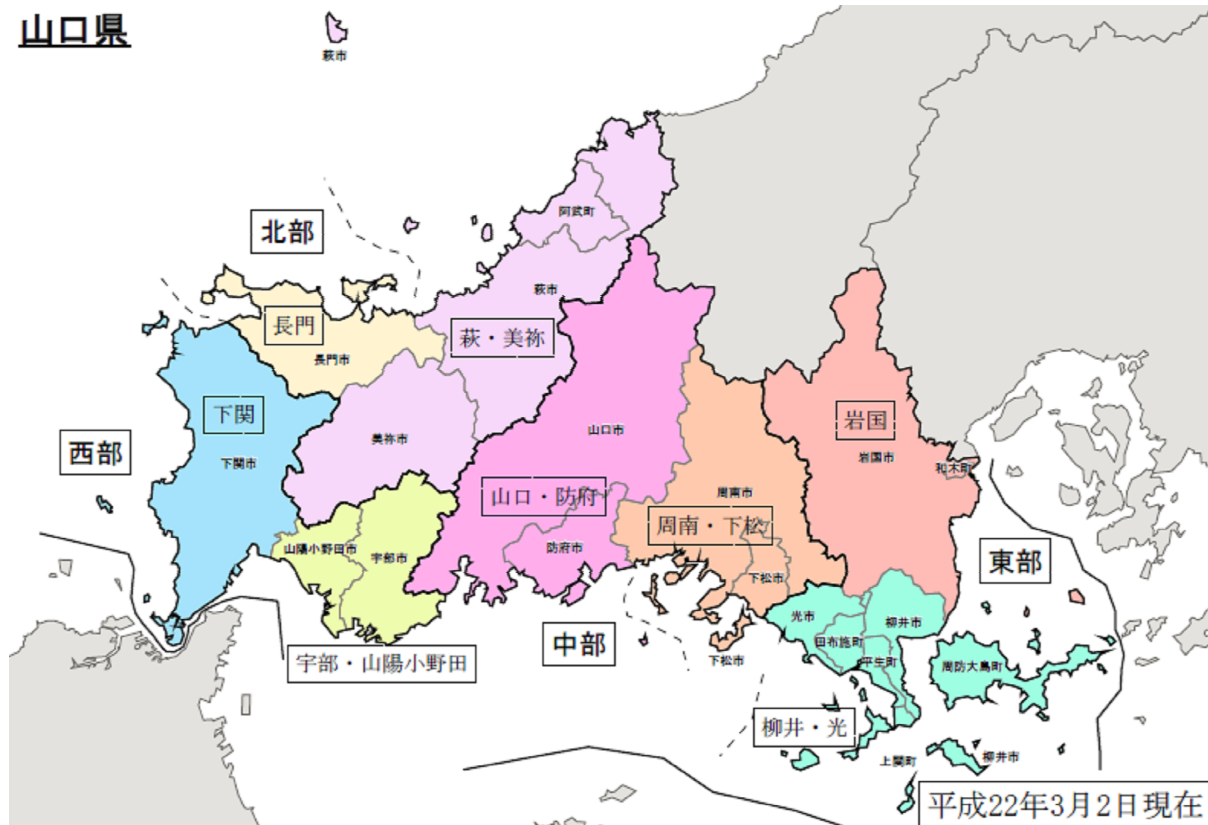 山口県
萩市
阿武町
北部
萩市
長門
萩・美祢
長門市
下関
岩国
山口市
美祢市
西部
下関市
岩国市
和木町
山口・防府
周南市
周南・下松
山陽小野田市
防府市
宇部市
東部
下松市
光市
柳井市
中部
田布施町
下松市
平生町
宇部・山陽小野田
周防大島町
柳井・光
上関町
柳井市
平成22年3月2日現在